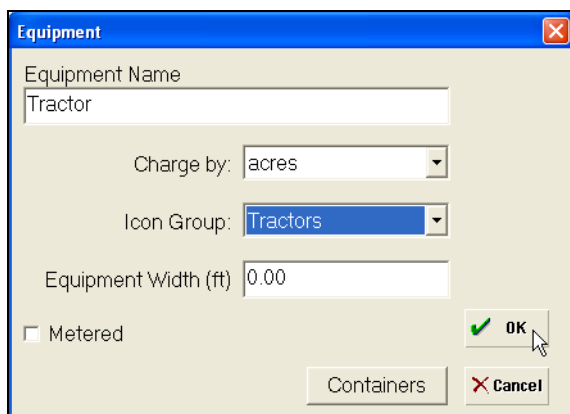 Equipment
Equipment Name
Tractor
Charge by: acres
Icon Group: Tractors
Equipment Width (ft) 0.00
Metered
OK
Containers
Cancel